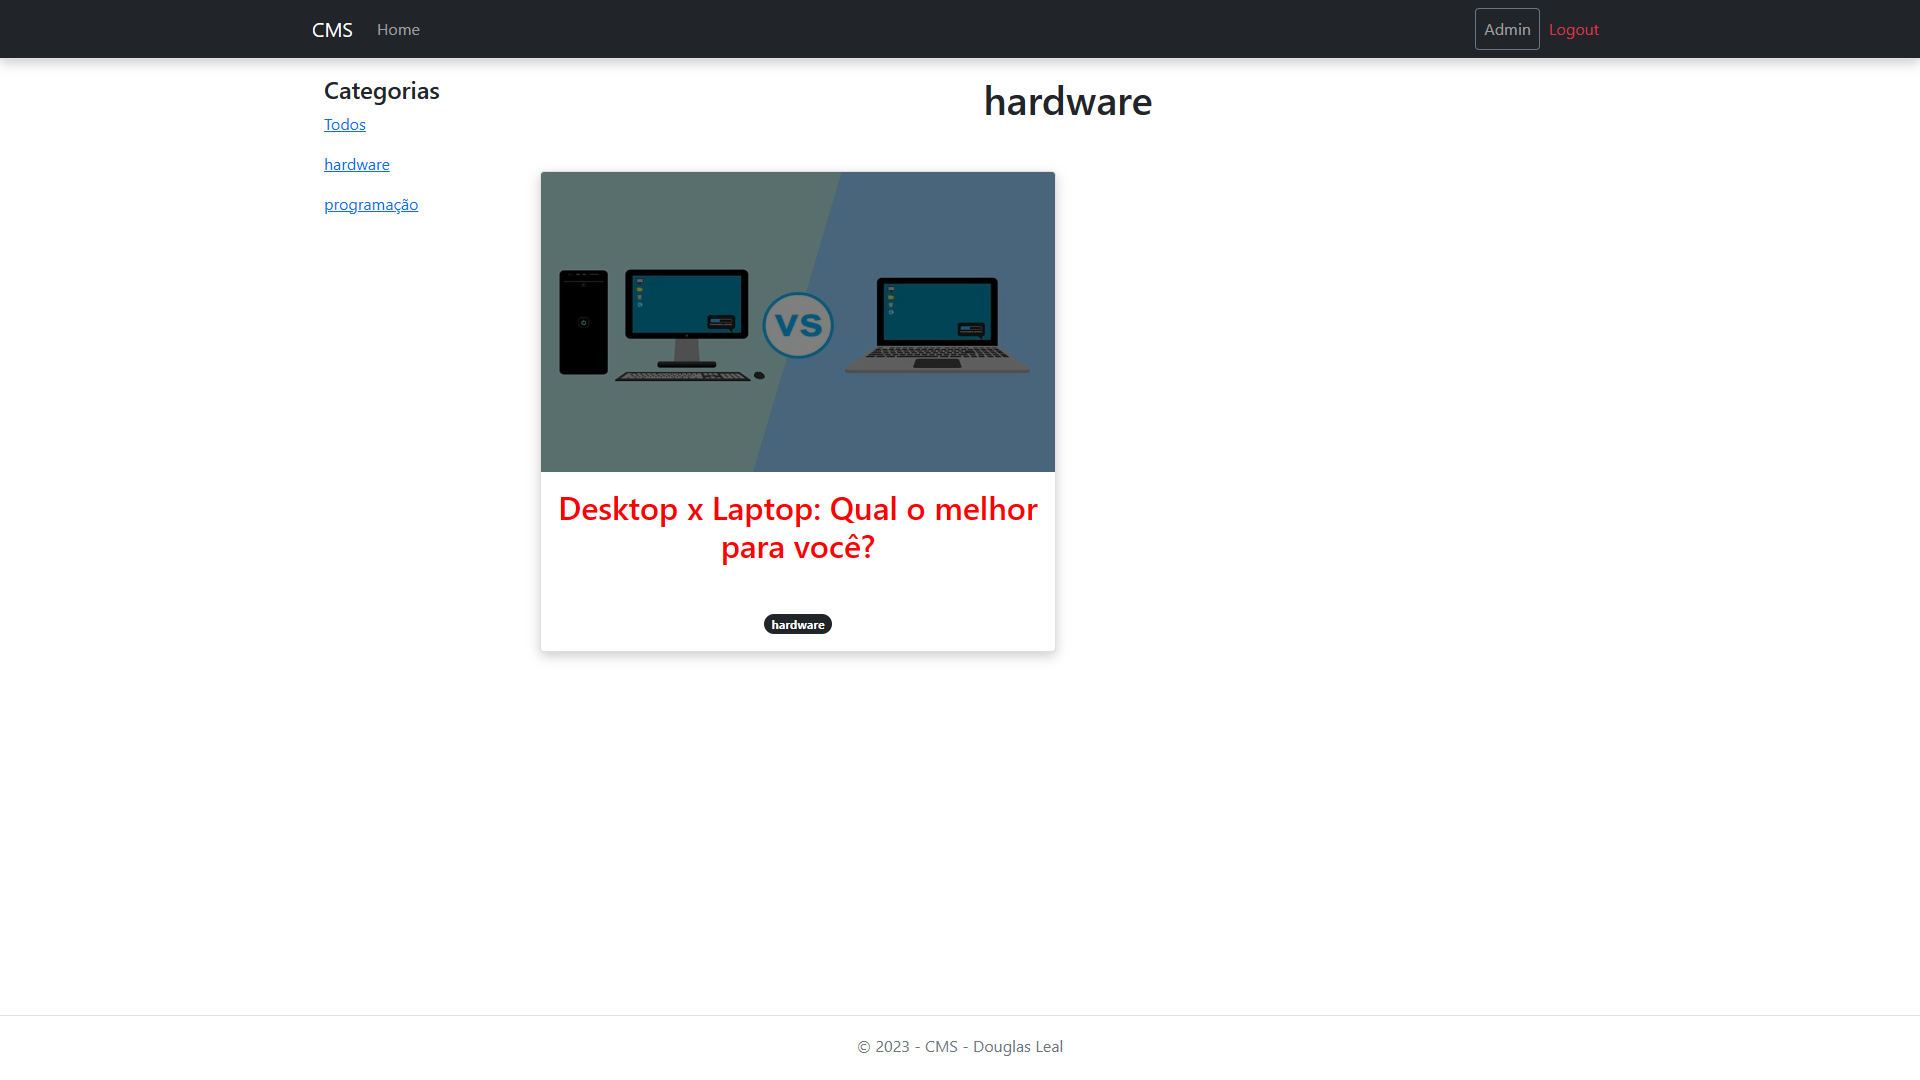 CMS Home Admin Logout
Categorias
Todos
hardware
programação
hardware
VS
Desktop x Laptop: Qual o melhor
para você?
hardware
© 2023 - CMS - Douglas Leal